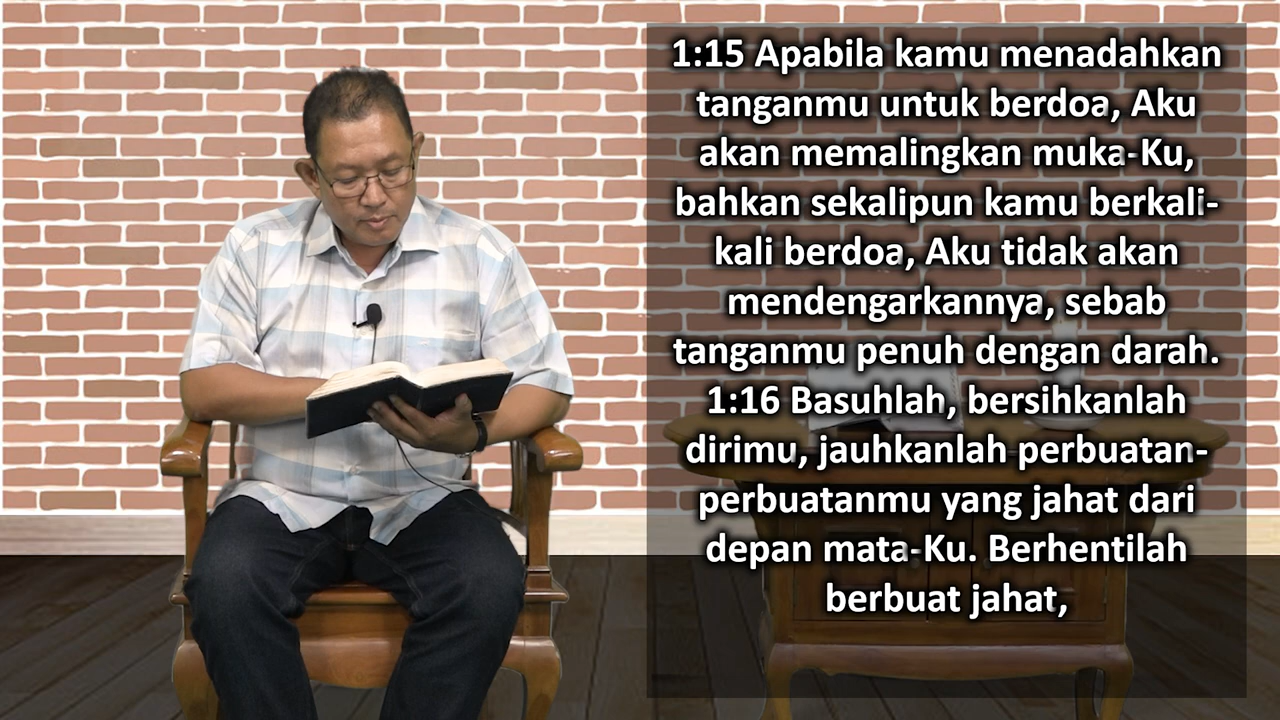 1:15 Apabila kamu menadahkan
tanganmu untuk berdoa, Aku
akan memalingkan muka-Ku,
bahkan sekalipun kamu berkali-
kali berdoa, Aku tidak akan
mendengarkannya, sebab
tanganmu penuh dengan darah.
1:16 Basuhlah, bersihkanlah
dirimu, jauhkanlah perbuatan-
perbuatanmu yang jahat dari
depan mata-Ku. Berhentilah
berbuat jahat,